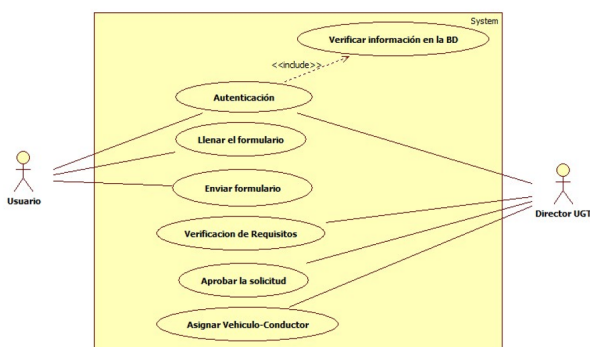 System
Verificar información en la BD
<<include>>
Autenticación
Llenar el formulario
Usuario
Enviar formulario
Director UGT
Verificacion de Requisitos
Aprobar la solicitud
Asignar Vehiculo-Conductor